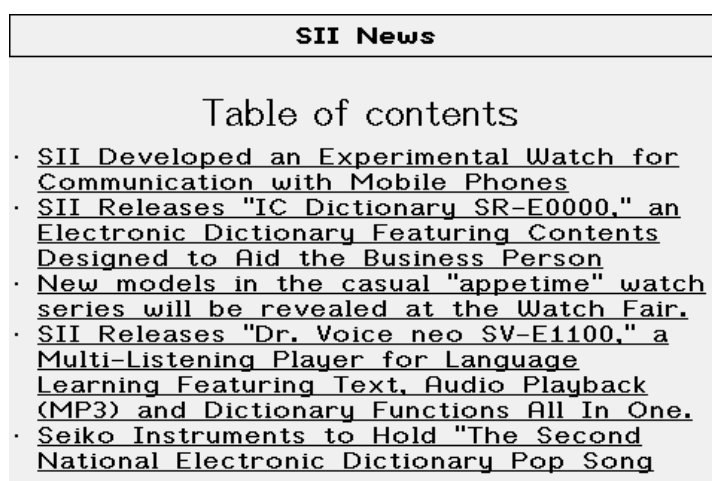 SII News
Table of contents
· SII Developed an Experimental Watch for
Communication with Mobile Phones
· SII Releases "IC Dictionary SR-E0000," an
Electronic Dictionary Featuring Contents
Designed to Aid the Business Person
· New models in the casual "appetime" watch
series will be revealed at the Watch Fair.
· SII Releases "Dr. Voice neo SV-E1100," a
Multi-Listening Player for Language
Learning Featuring Text, Audio Playback
(MP3) and Dictionary Functions All In One.
· Seiko Instruments to Hold "The Second
National Electronic Dictionary Pop Song